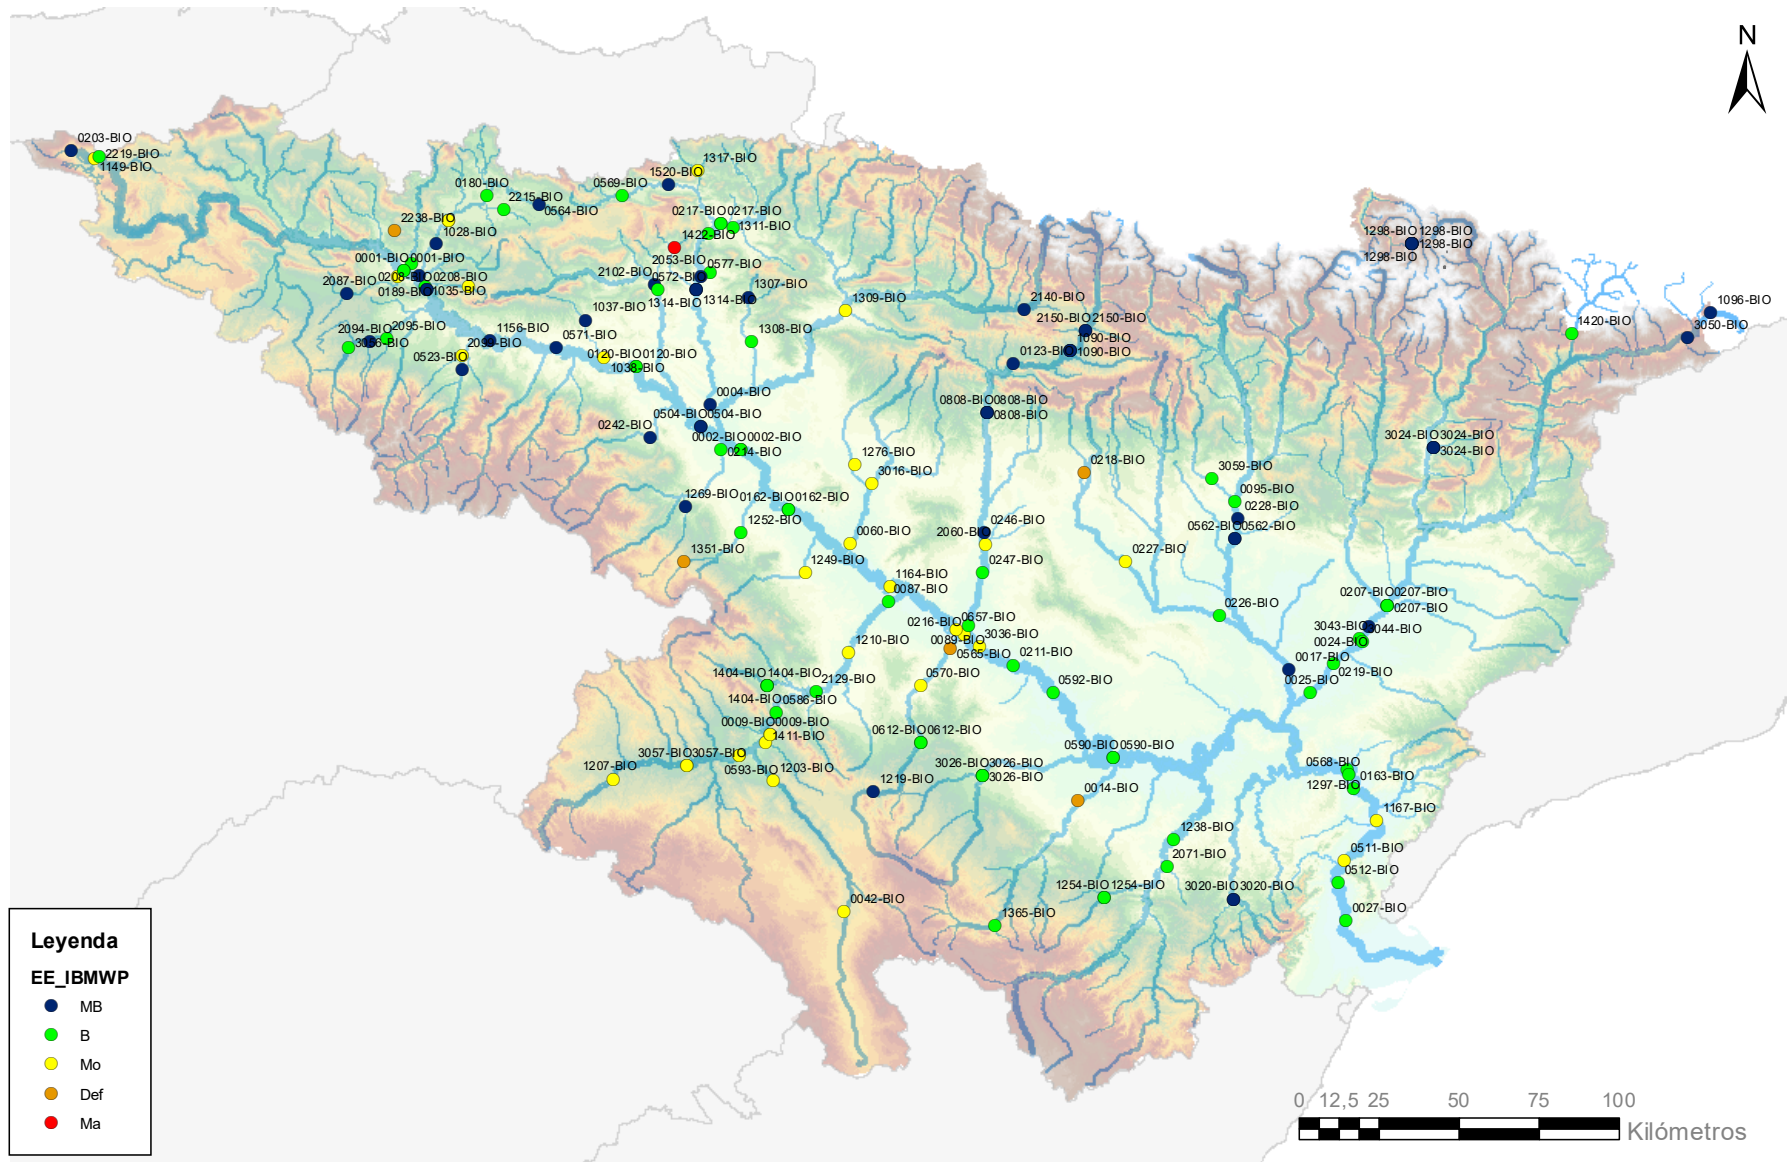 N
0203-BIO
2219-BIO
1149-BIO
1317-BIO
1520-BIO
0180-BIO
0569-BIO
2215-BIO
0564-BIO
2238-BIO
0217-BIO
0217-BIO
1311-BIO
1028-BIO
1422-BIO
1298-BIO
1298-BIO
1298-BIO
1298-BIO
0001-BIO
0001-BIO
2053-BIO
0577-BIO
2087-BIO
0208-BIO
0208-BIO
2102-BIO
0572-BIO
1307-BIO
0189-BIO
1035-BIO
1314-BIO
1314-BIO
1309-BIO
2140-BIO
1096-BIO
1037-BIO
2150-BIO
2150-BIO
3050-BIO
1420-BIO
2094-BIO
2095-BIO
1156-BIO
0571-BIO
1308-BIO
1090-BIO
1090-BIO
3056-BIO
2099-BIO
0523-BIO
0120-BIO
0120-BIO
1038-BIO
0123-BIO
0004-BIO
0808-BIO
0808-BIO
0808-BIO
0504-BIO
0504-BIO
0242-BIO
0002-BIO
0002-BIO
0214-BIO
3024-BIO
3024-BIO
3024-BIO
1276-BIO
3016-BIO
0218-BIO
3059-BIO
1269-BIO
0162-BIO
0162-BIO
0095-BIO
1252-BIO
0228-BIO
0246-BIO
2060-BIO
0562-BIO
0562-BIO
0060-BIO
1351-BIO
1249-BIO
0247-BIO
0227-BIO
1164-BIO
0087-BIO
0207-BIO
0207-BIO
0207-BIO
0226-BIO
0657-BIO
0216-BIO
3036-BIO
0089-BIO
0565-BIO
3043-BIO
3044-BIO
0024-BIO
1210-BIO
0211-BIO
0017-BIO
0219-BIO
0025-BIO
1404-BIO
1404-BIO
0570-BIO
0592-BIO
2129-BIO
1404-BIO
0586-BIO
0009-BIO
0009-BIO
1411-BIO
0612-BIO
0612-BIO
3057-BIO
3057-BIO
0590-BIO
0590-BIO
1207-BIO
0593-BIO
1203-BIO
3026-BIO
3026-BIO
3026-BIO
0568-BIO
0163-BIO
1297-BIO
1219-BIO
0014-BIO
1167-BIO
1238-BIO
0511-BIO
2071-BIO
0512-BIO
1254-BIO
1254-BIO
3020-BIO
3020-BIO
0042-BIO
1365-BIO
0027-BIO
Leyenda
EE_IBMWP
MB
B
Mo
Def
Ma
0 12,5 25 50 75 100
Kilómetros